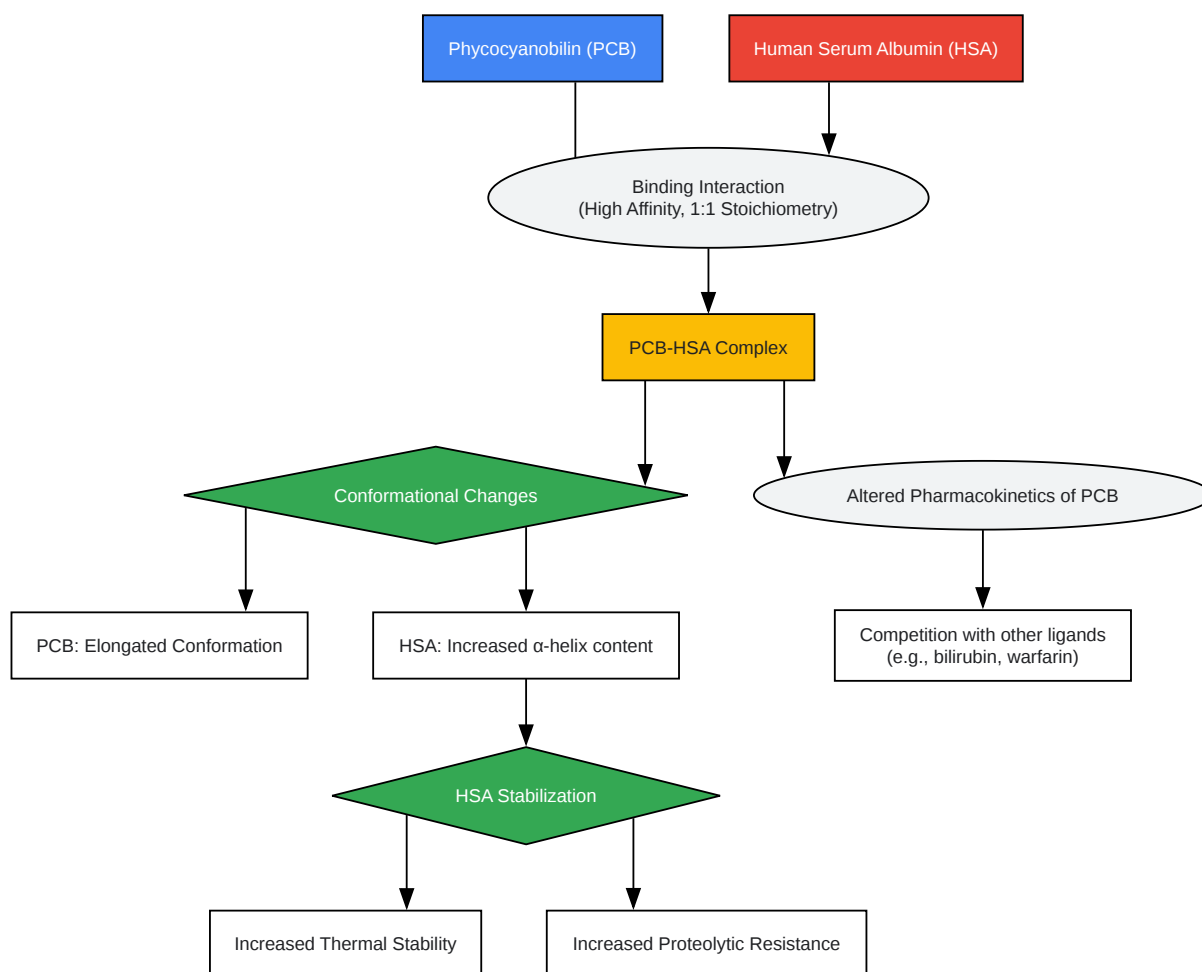 Phycocyanobilin (PCB)
Human Serum Albumin (HSA)
Binding Interaction
(High Affinity, 1:1 Stoichiometry)
PCB-HSA Complex
Conformational Changes
Altered Pharmacokinetics of PCB
PCB: Elongated Conformation
HSA: Increased α-helix content
Competition with other ligands
(e.g., bilirubin, warfarin)
HSA Stabilization
Increased Thermal Stability
Increased Proteolytic Resistance